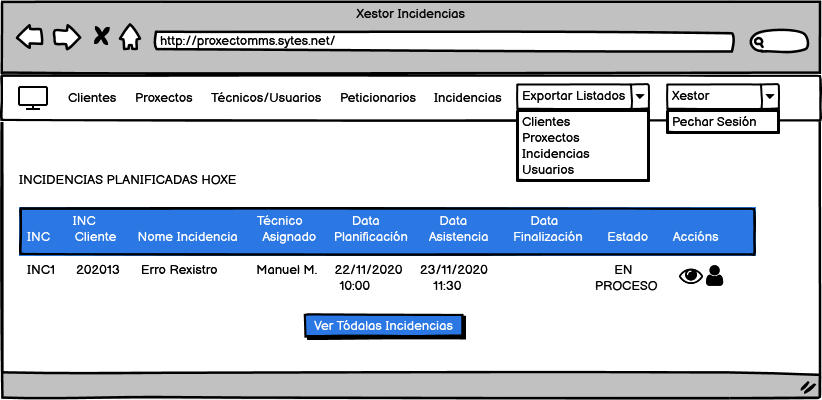 Xestor Incidencias
http://proxectomms.sytes.net/
Clientes Proxectos Técnicos/Usuarios Peticionarios Incidencias Exportar Listados Xestor
Clientes
Proxectos
Incidencias
Usuarios
Pechar Sesión
INCIDENCIAS PLANIFICADAS HOXE
INC INC Cliente Nome Incidencia Técnico Asignado Data Planificación Data Asistencia Data Finalización Estado Accións
INC1 202013 Erro Rexistro Manuel M. 22/11/2020 10:00 23/11/2020 11:30 EN PROCESO
Ver Tódalas Incidencias